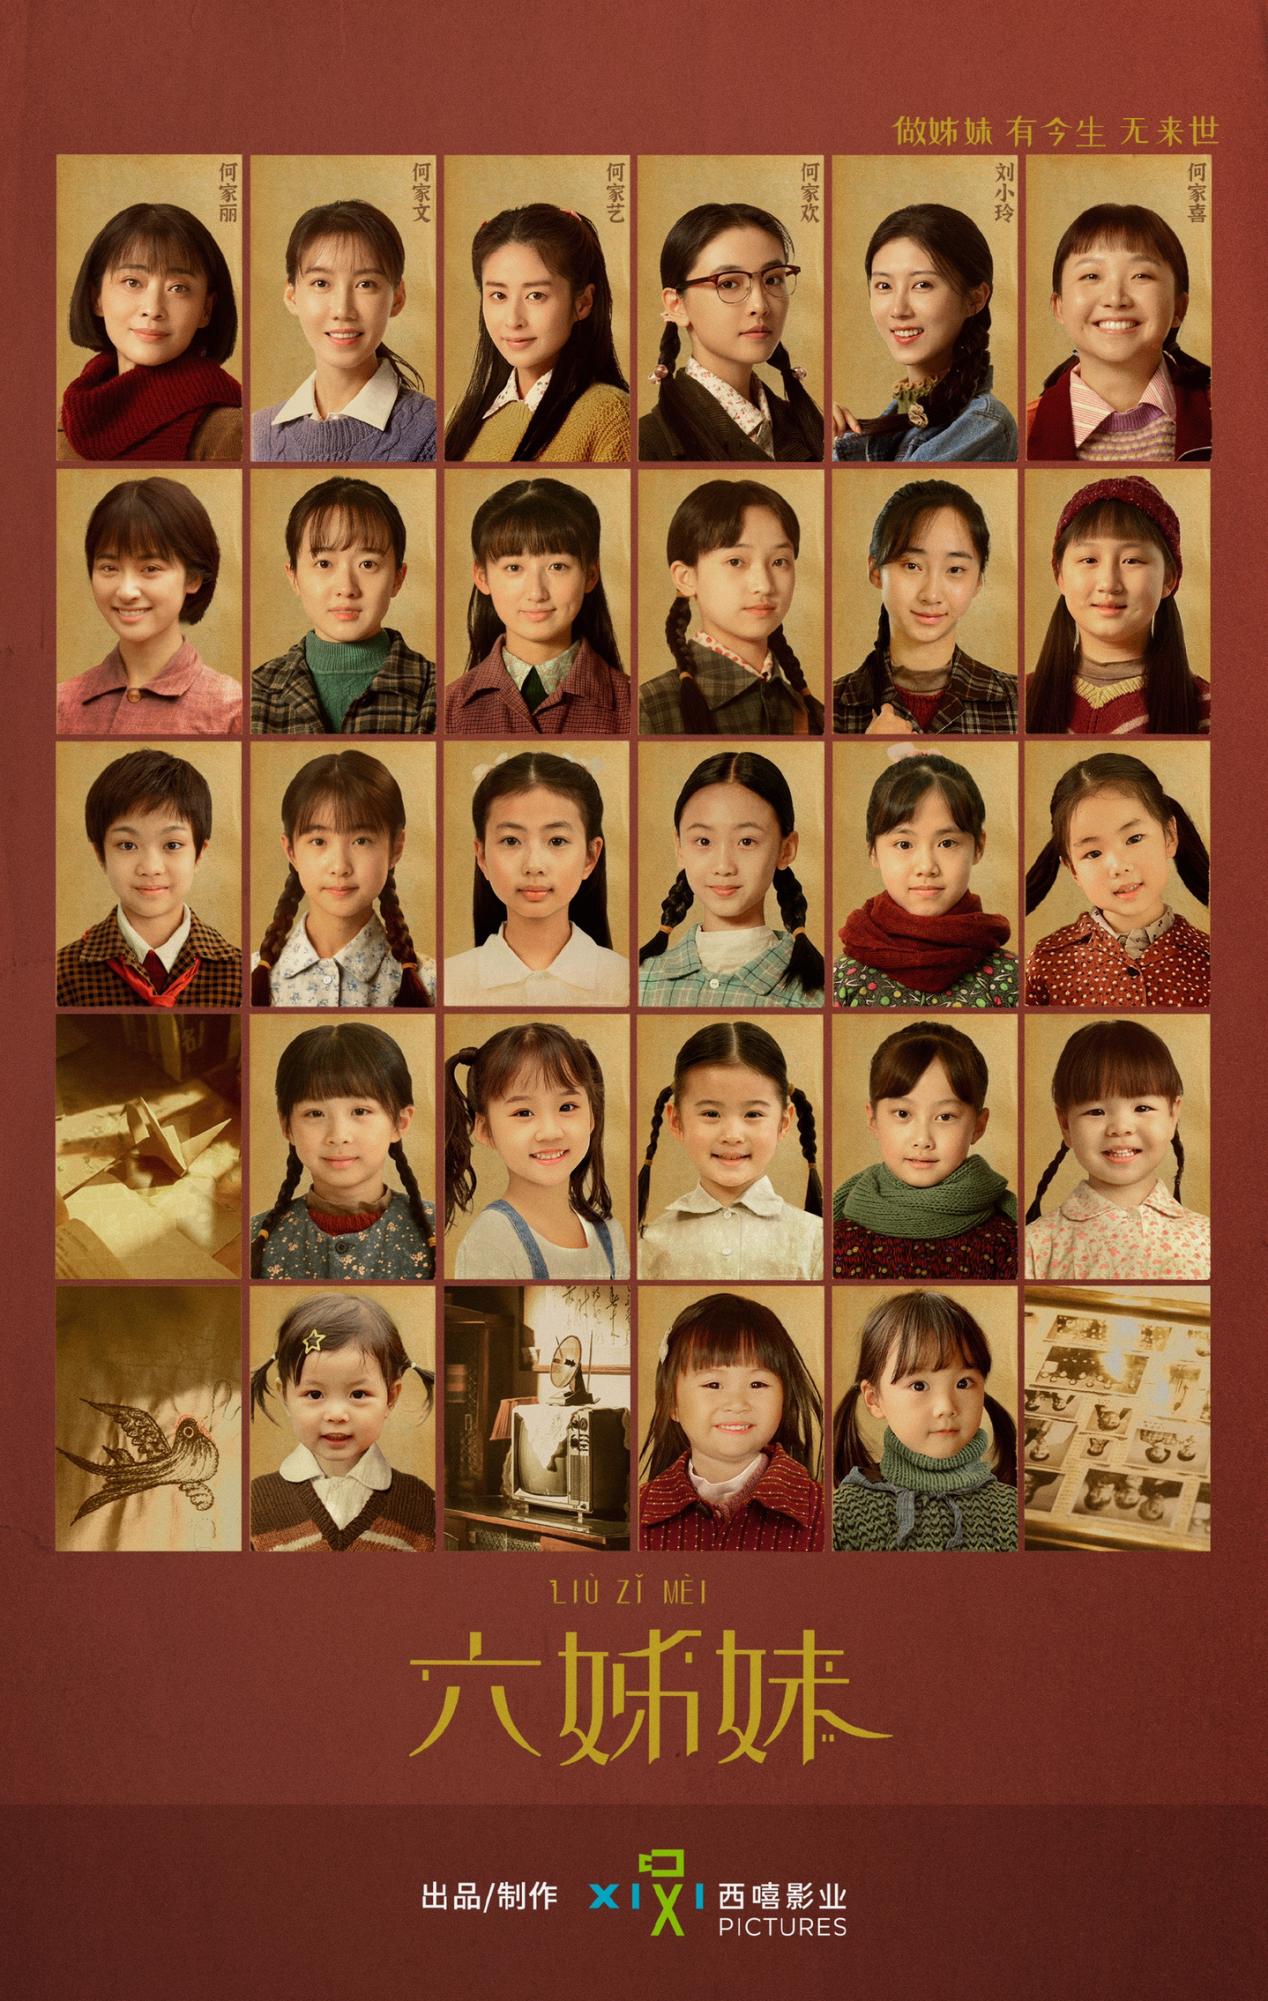 做姊妹 有今生 无来世
何家丽
何家文
何家艺
何家欢
刘小玲
何家喜
LIÙ ZǏ MÈI
六姊妹
出品/制作
XIXI 西嘻影业
PICTURES